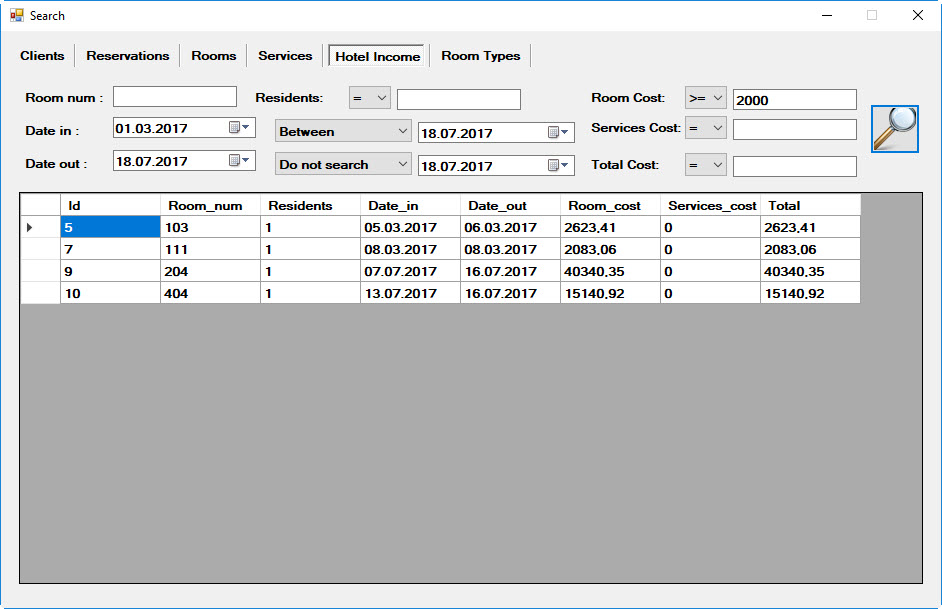 Search
Clients Reservations Rooms Services Hotel Income Room Types
Room num : Residents: = Room Cost: >= 2000
Date in : 01.03.2017 Between 18.07.2017 Services Cost: =
Date out : 18.07.2017 Do not search 18.07.2017 Total Cost: =
Id Room_num Residents Date_in Date_out Room_cost Services_cost Total
5 103 1 05.03.2017 06.03.2017 2623,41 0 2623,41
7 111 1 08.03.2017 08.03.2017 2083,06 0 2083,06
9 204 1 07.07.2017 16.07.2017 40340,35 0 40340,35
10 404 1 13.07.2017 16.07.2017 15140,92 0 15140,92